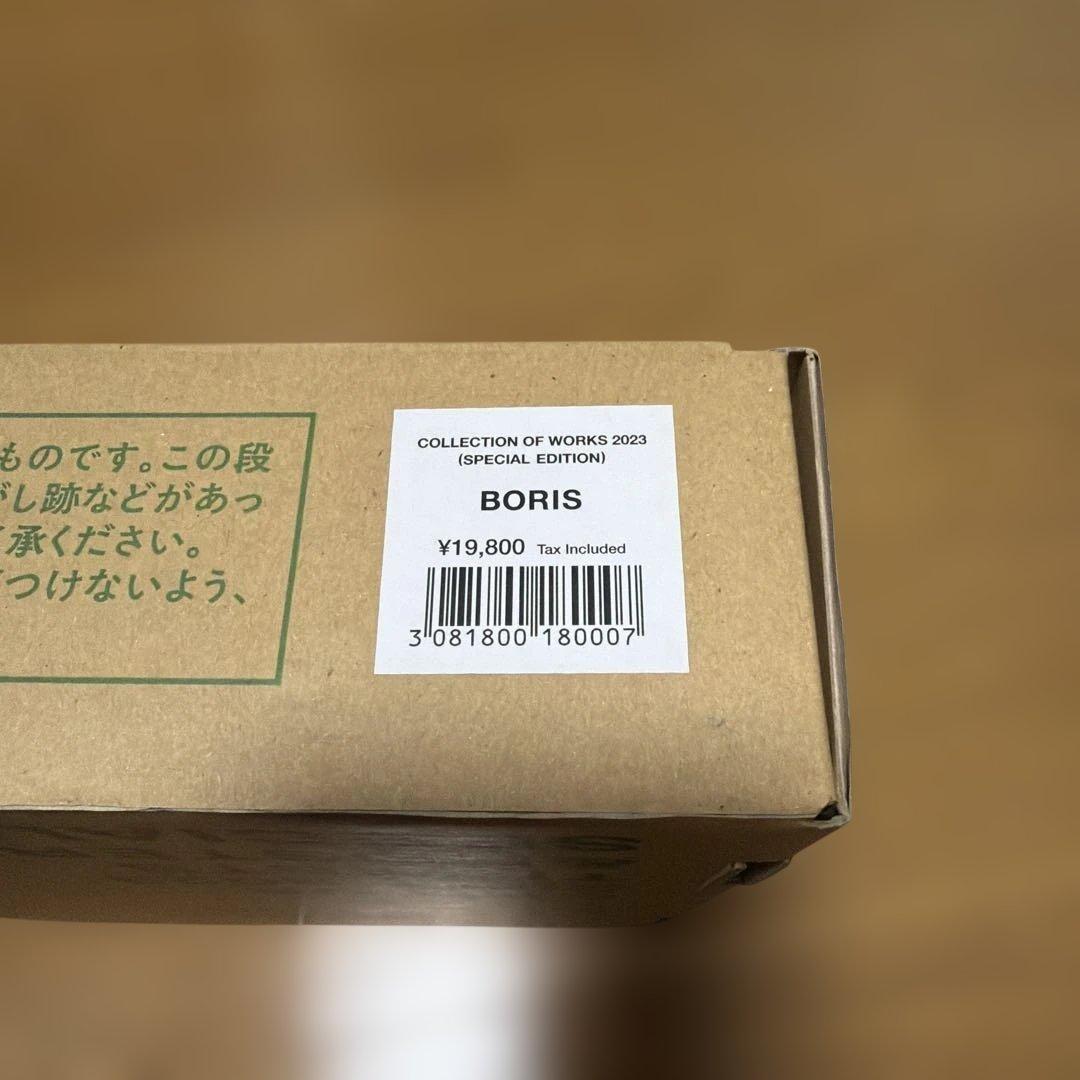 ものです。この段
がし跡などがあっ
了承ください。
つけないよう、
COLLECTION OF WORKS 2023
(SPECIAL EDITION)
BORIS
¥19,800 Tax Included
3 081800 180007